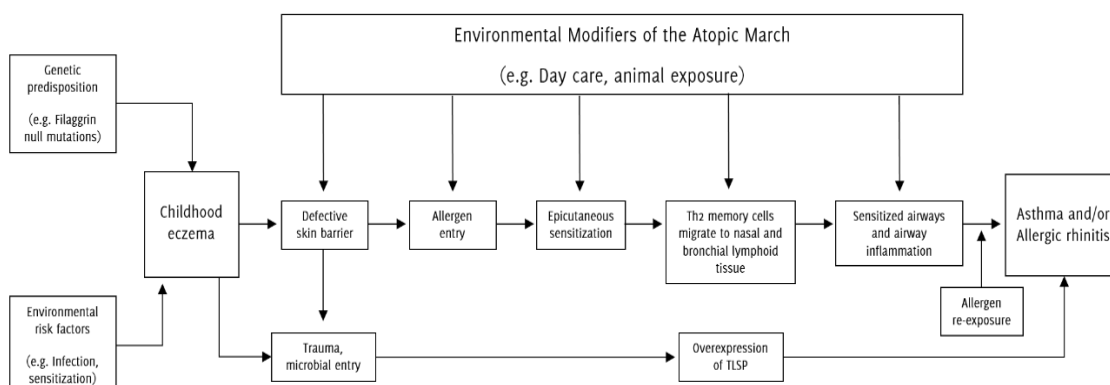 Environmental Modifiers of the Atopic March
(e.g. Day care, animal exposure)
Genetic
predisposition
(e.g. Filaggrin
null mutations)
Childhood
eczema
Defective
skin barrier
Allergen
entry
Epicutaneous
sensitization
Th2 memory cells
migrate to nasal and
bronchial lymphoid
tissue
Sensitized airways
and airway
inflammation
Asthma and/or
Allergic rhinitis
Allergen
re-exposure
Environmental
risk factors
(e.g. Infection,
sensitization)
Trauma,
microbial entry
Overexpression
of TLSP